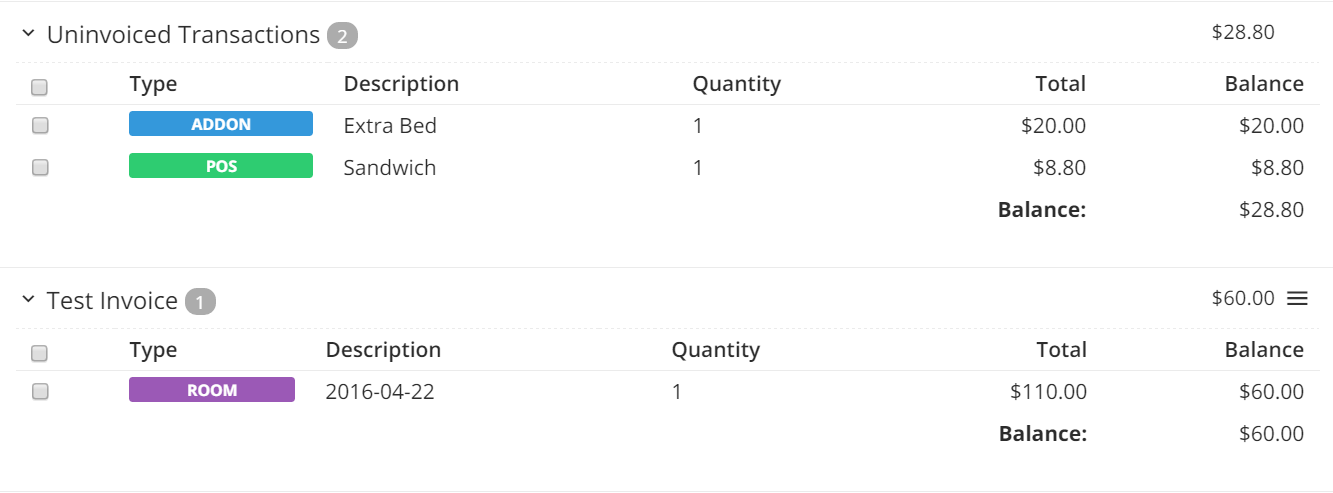 Uninvoiced Transactions 2 $28.80
Type Description Quantity Total Balance
ADDON Extra Bed 1 $20.00 $20.00
POS Sandwich 1 $8.80 $8.80
Balance: $28.80
Test Invoice 1 $60.00
Type Description Quantity Total Balance
ROOM 2016-04-22 1 $110.00 $60.00
Balance: $60.00